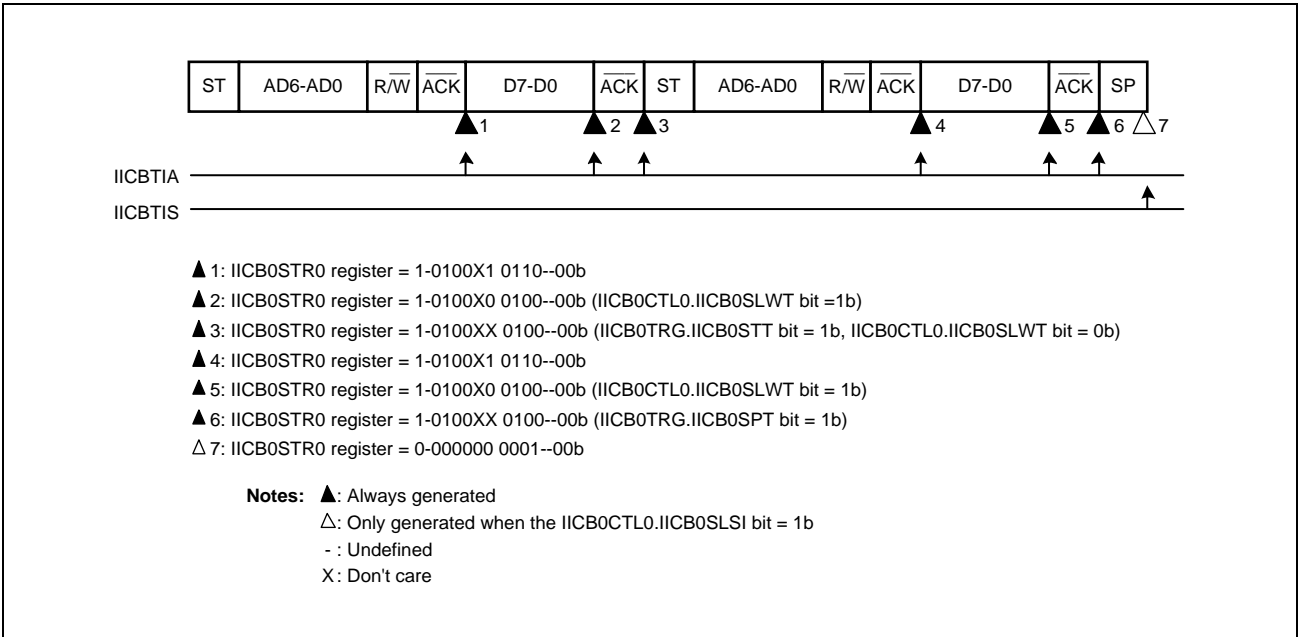 ST AD6-AD0 R/W ACK D7-D0 ACK ST AD6-AD0 R/W ACK D7-D0 ACK SP
▲1 ▲2 ▲3 ▲4 ▲5 ▲6 △7
IICBTIA
IICBTIS
▲ 1: IICB0STR0 register = 1-0100X1 0110--00b
▲ 2: IICB0STR0 register = 1-0100X0 0100--00b (IICB0CTL0.IICB0SLWT bit =1b)
▲ 3: IICB0STR0 register = 1-0100XX 0100--00b (IICB0TRG.IICB0STT bit = 1b, IICB0CTL0.IICB0SLWT bit = 0b)
▲ 4: IICB0STR0 register = 1-0100X1 0110--00b
▲ 5: IICB0STR0 register = 1-0100X0 0100--00b (IICB0CTL0.IICB0SLWT bit = 1b)
▲ 6: IICB0STR0 register = 1-0100XX 0100--00b (IICB0TRG.IICB0SPT bit = 1b)
△ 7: IICB0STR0 register = 0-000000 0001--00b
Notes: ▲: Always generated
△: Only generated when the IICB0CTL0.IICB0SLSI bit = 1b
- : Undefined
X : Don't care